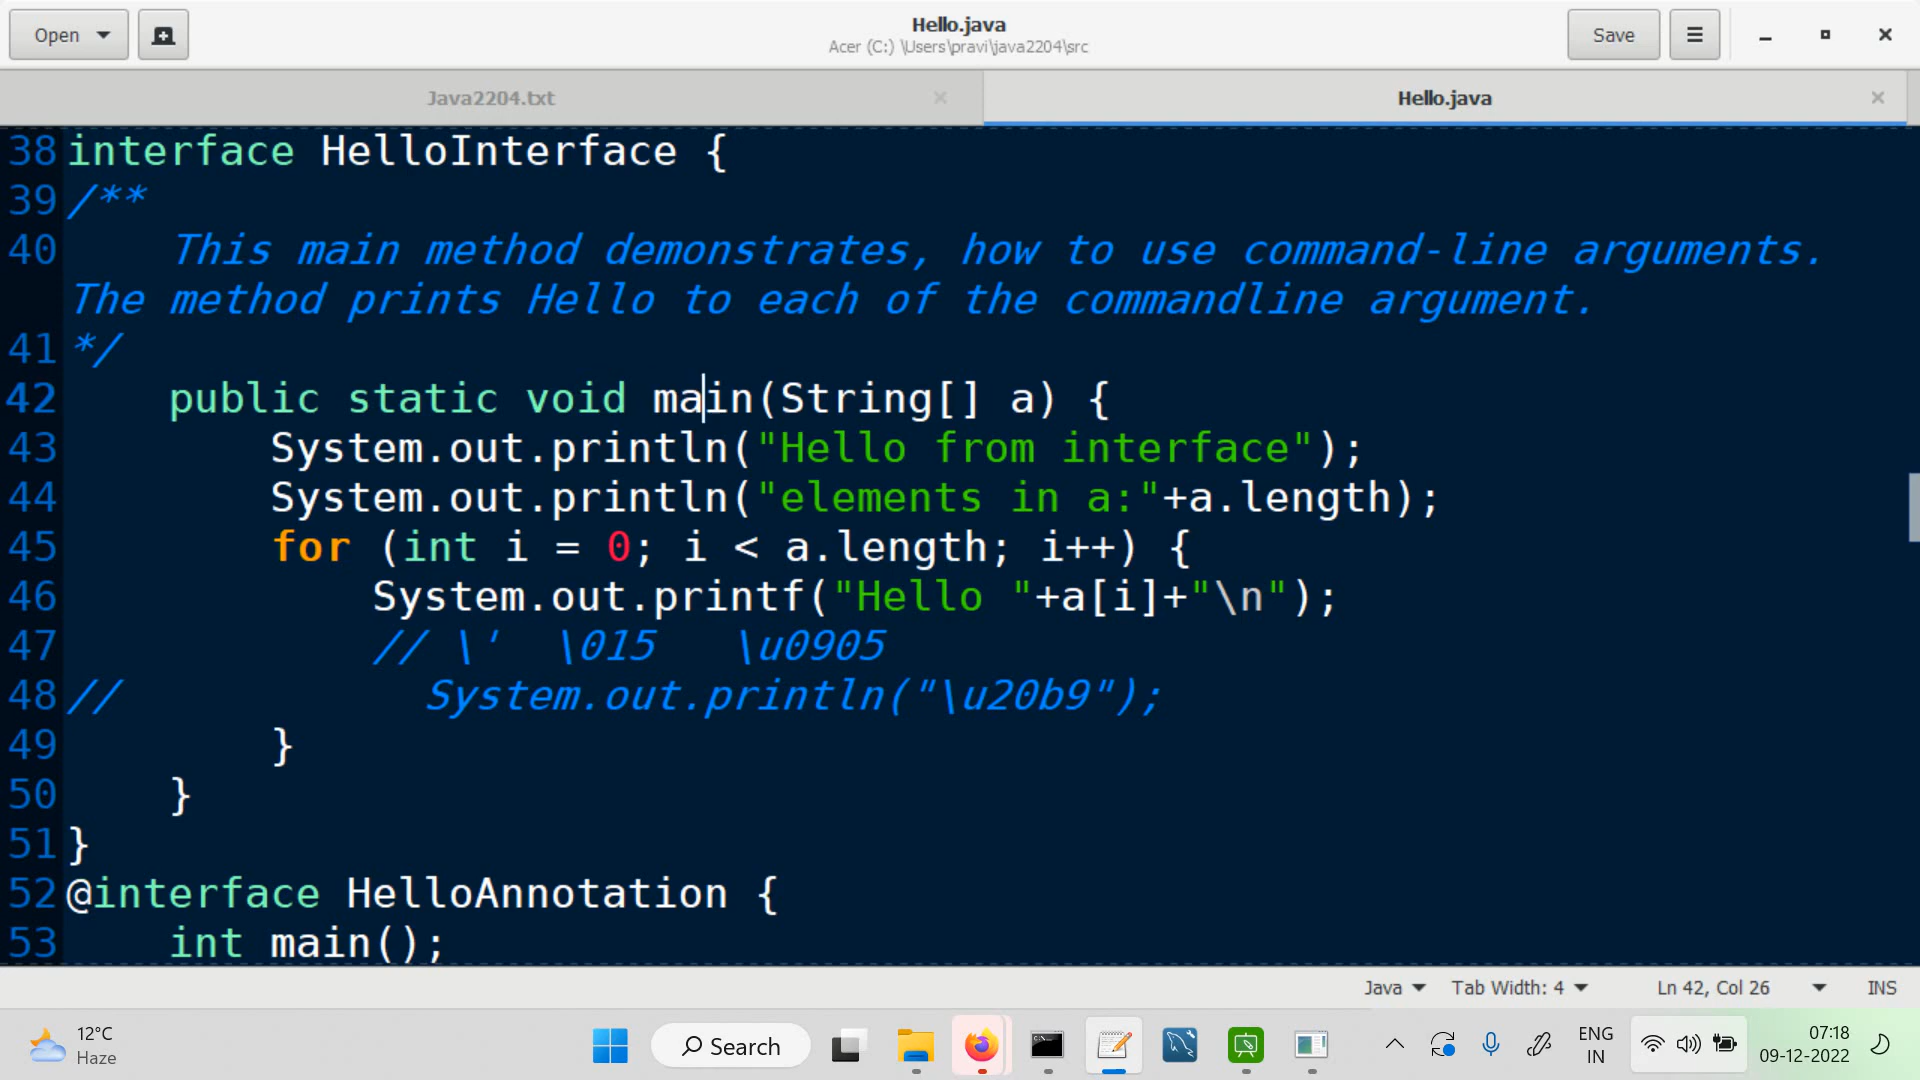 Open
Hello.java
Acer (C:) \Users\pravi\java2204\src
Save
Java2204.txt
Hello.java
38 interface HelloInterface {
39 /**
40     This main method demonstrates, how to use command-line arguments.
The method prints Hello to each of the commandline argument.
41 */
42     public static void main(String[] a) {
43         System.out.println("Hello from interface");
44         System.out.println("elements in a:"+a.length);
45         for (int i = 0; i < a.length; i++) {
46             System.out.printf("Hello "+a[i]+"\n");
47             // \'  \015   \u0905
48 //            System.out.println("\u20b9");
49         }
50     }
51 }
52 @interface HelloAnnotation {
53     int main();
Java
Tab Width: 4
Ln 42, Col 26
INS
12°C
Haze
Search
ENG
IN
07:18
09-12-2022